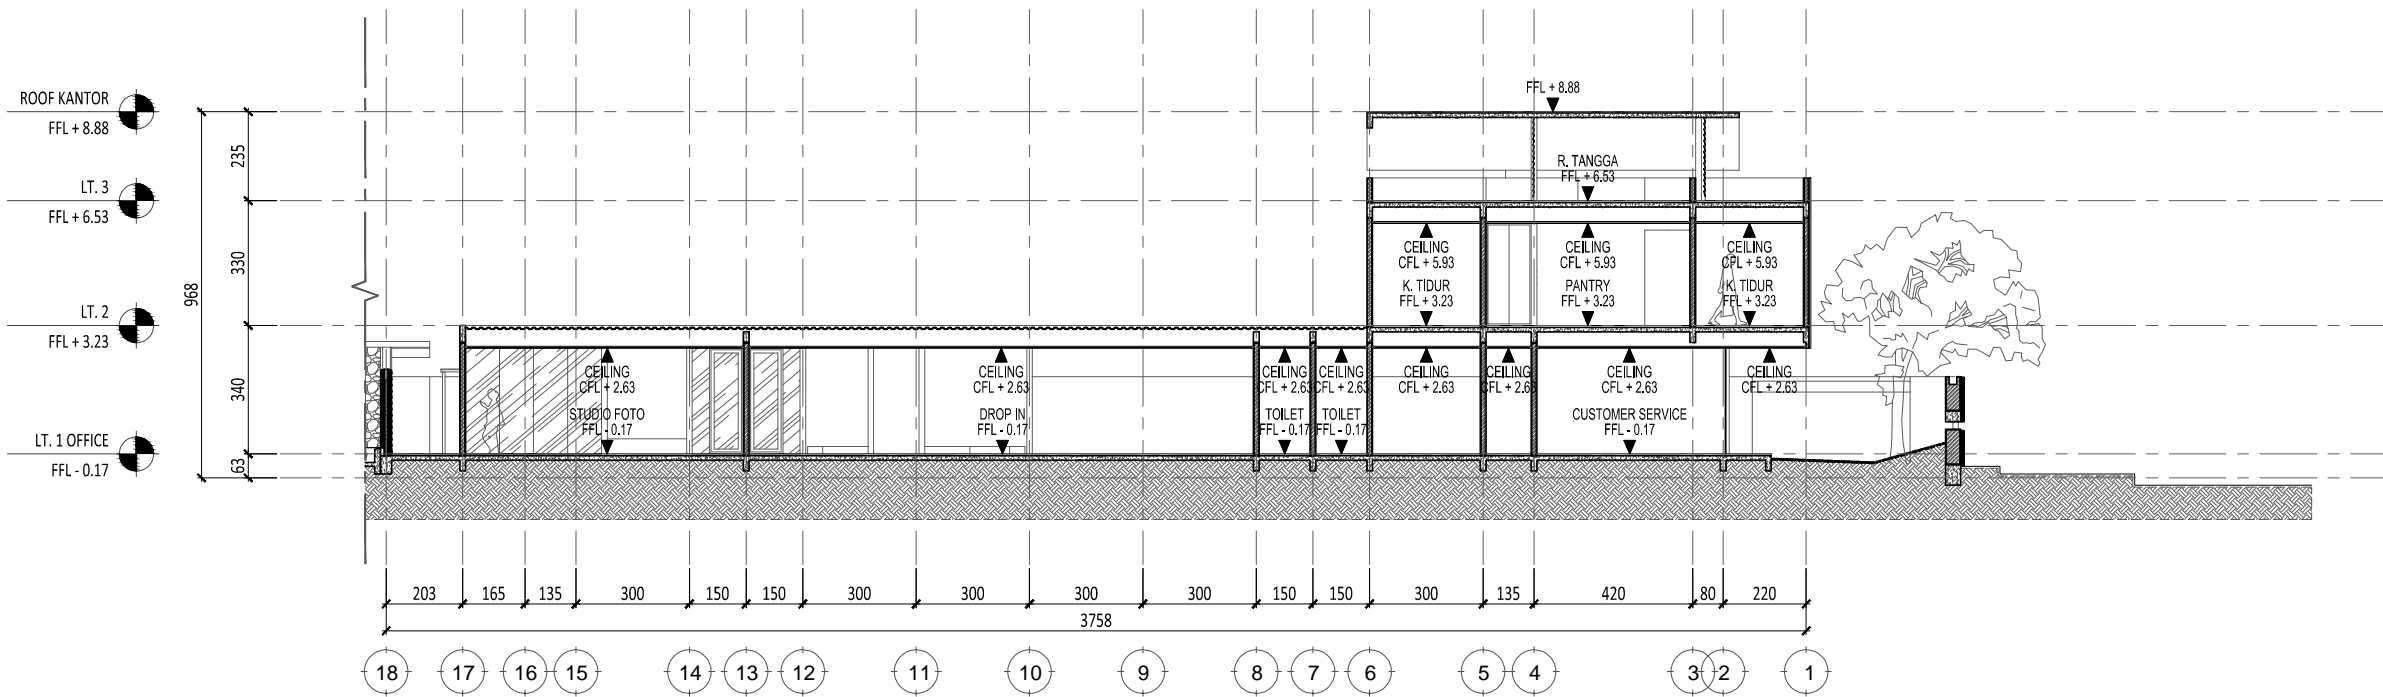 FFL + 8.88
ROOF KANTOR
FFL + 8.88
235
R. TANGGA
FFL + 6.53
LT. 3
FFL + 6.53
CEILING
CFL + 5.93
CEILING
CFL + 5.93
CEILING
CFL + 5.93
330
K. TIDUR
FFL + 3.23
PANTRY
FFL + 3.23
K. TIDUR
FFL + 3.23
968
LT. 2
FFL + 3.23
CEILING
CFL + 2.63
CEILING
CFL + 2.63
CEILING
CFL + 2.63
CEILING
CFL + 2.63
CEILING
CFL + 2.63
CEILING
CFL + 2.63
CEILING
CFL + 2.63
CEILING
CFL + 2.63
340
STUDIO FOTO
FFL - 0.17
DROP IN
FFL - 0.17
TOILET
FFL - 0.17
TOILET
FFL - 0.17
CUSTOMER SERVICE
FFL - 0.17
LT. 1 OFFICE
FFL - 0.17
63
203 165 135 300 150 150 300 300 300 300 150 150 300 135 420 80 220
3758
18 17 16 15 14 13 12 11 10 9 8 7 6 5 4 3 2 1